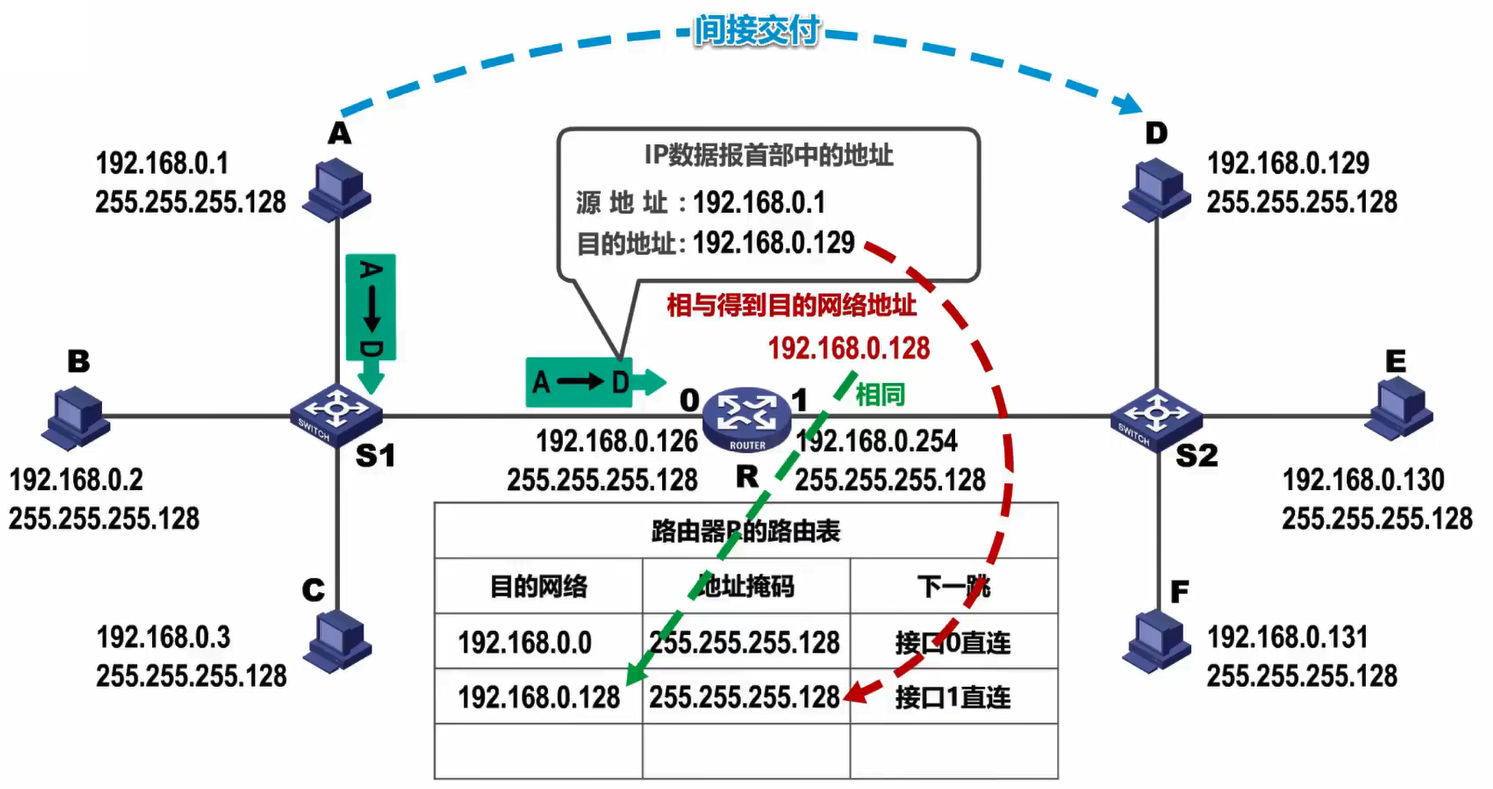 间接交付
A
192.168.0.1
255.255.255.128
D
192.168.0.129
255.255.255.128
IP数据报首部中的地址
源地址：192.168.0.1
目的地址：192.168.0.129
A→D
相与得到目的网络地址
192.168.0.128
相同
A→D
B
192.168.0.2
255.255.255.128
SWITCH
S1
0
192.168.0.126
255.255.255.128
ROUTER
R
1
192.168.0.254
255.255.255.128
SWITCH
S2
E
192.168.0.130
255.255.255.128
C
192.168.0.3
255.255.255.128
F
192.168.0.131
255.255.255.128
路由器R的路由表
目的网络 地址掩码 下一跳
192.168.0.0 255.255.255.128 接口0直连
192.168.0.128 255.255.255.128 接口1直连